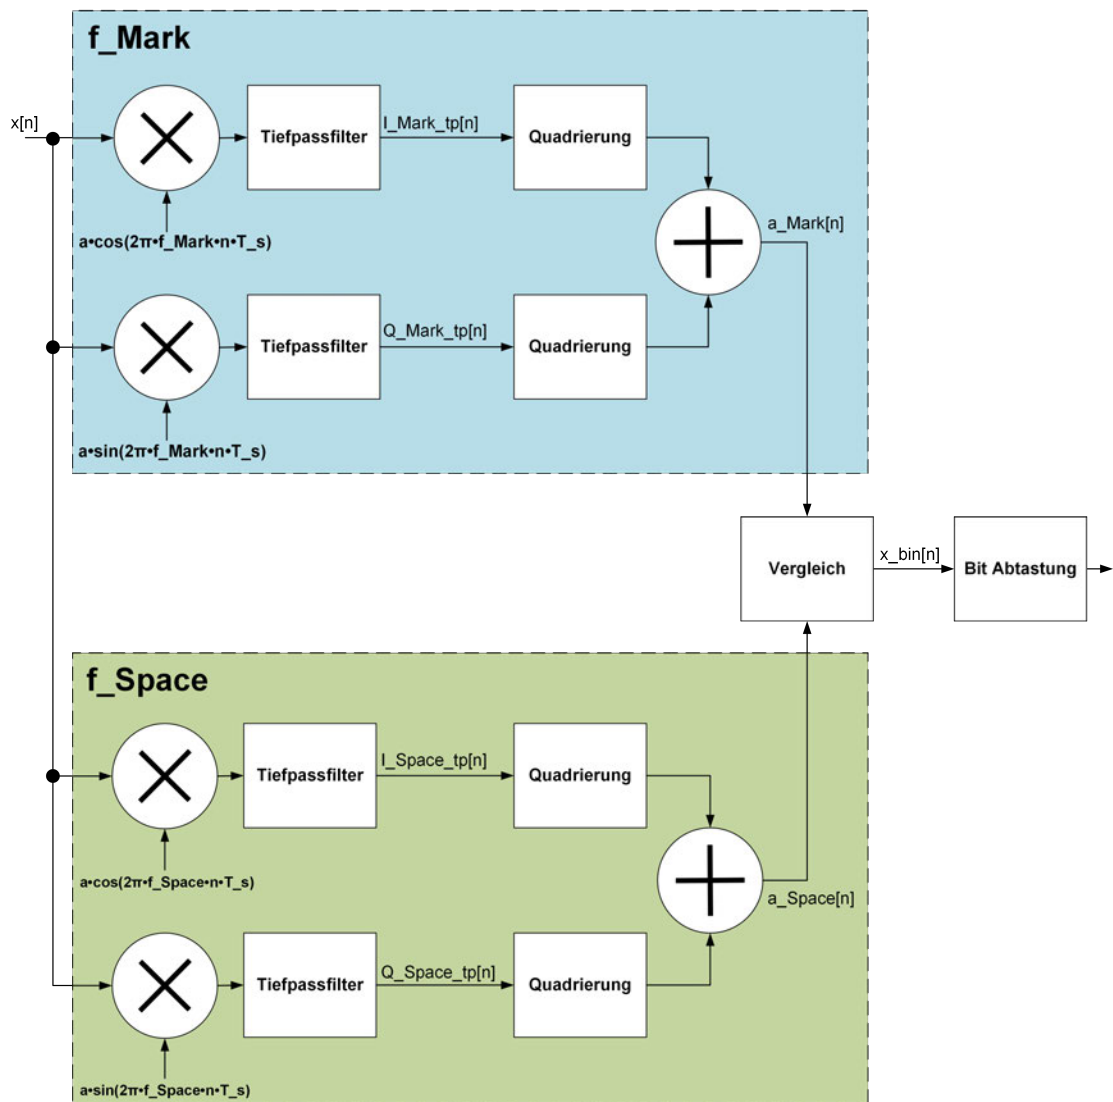 f_Mark
x[n]
Tiefpassfilter
I_Mark_tp[n]
Quadrierung
a•cos(2π•f_Mark•n•T_s)
a_Mark[n]
Tiefpassfilter
Q_Mark_tp[n]
Quadrierung
a•sin(2π•f_Mark•n•T_s)
Vergleich
x_bin[n]
Bit Abtastung
f_Space
Tiefpassfilter
I_Space_tp[n]
Quadrierung
a•cos(2π•f_Space•n•T_s)
a_Space[n]
Tiefpassfilter
Q_Space_tp[n]
Quadrierung
a•sin(2π•f_Space•n•T_s)